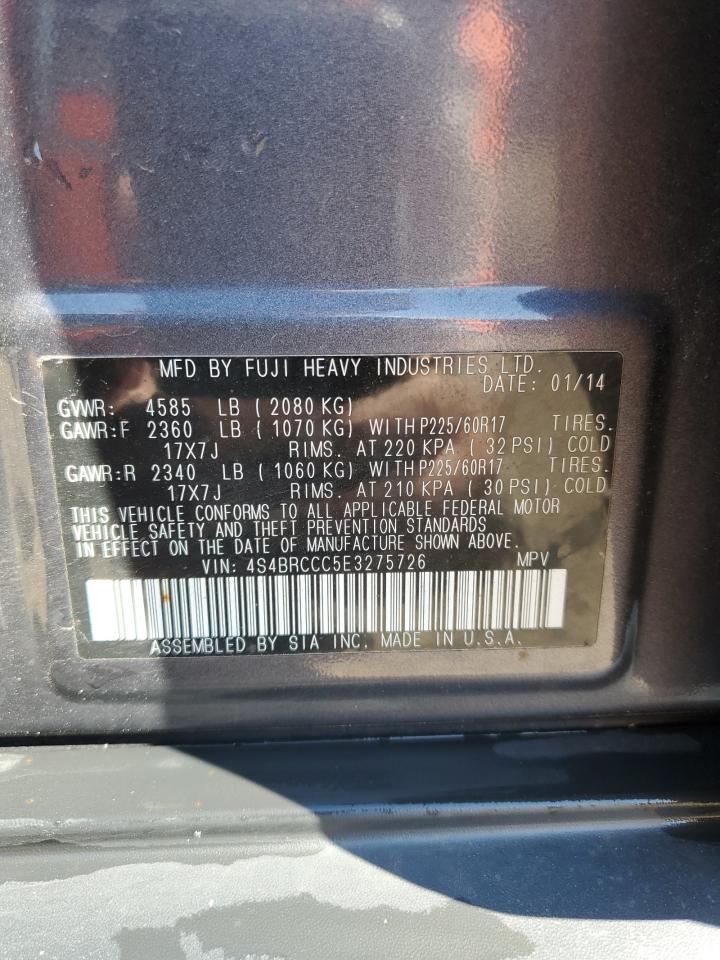 MFD BY FUJI HEAVY INDUSTRIES LTD.
DATE: 01/14
GVWR: 4585 LB ( 2080 KG)
GAWR:F 2360 LB ( 1070 KG) WITH P225/60R17 TIRES.
17X7J RIMS. AT 220 KPA ( 32 PSI) COLD
GAWR:R 2340 LB ( 1060 KG) WITH P225/60R17 TIRES.
17X7J RIMS. AT 210 KPA ( 30 PSI) COLD
THIS VEHICLE CONFORMS TO ALL APPLICABLE FEDERAL MOTOR
VEHICLE SAFETY AND THEFT PREVENTION STANDARDS
IN EFFECT ON THE DATE OF MANUFACTURE SHOWN ABOVE.
VIN: 4S4BRCCC5E3275726 MPV
ASSEMBLED BY SIA INC. MADE IN U.S.A.